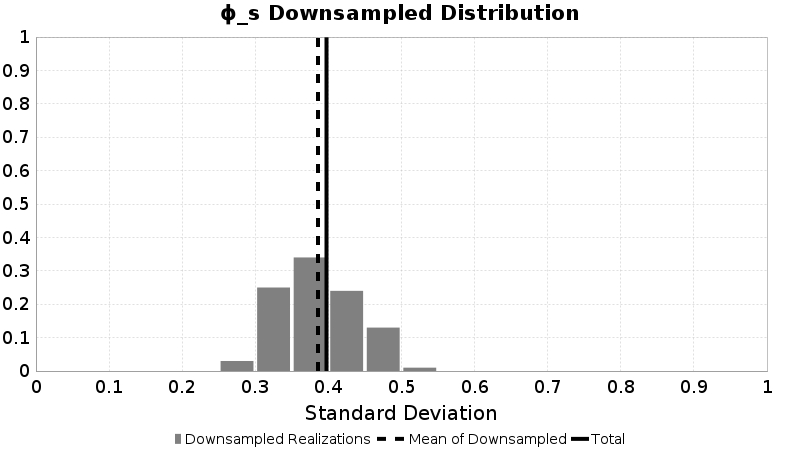 ϕ_s Downsampled Distribution
1
0.9
0.8
0.7
0.6
0.5
0.4
0.3
0.2
0.1
0
0 0.1 0.2 0.3 0.4 0.5 0.6 0.7 0.8 0.9 1
Standard Deviation
Downsampled Realizations Mean of Downsampled Total